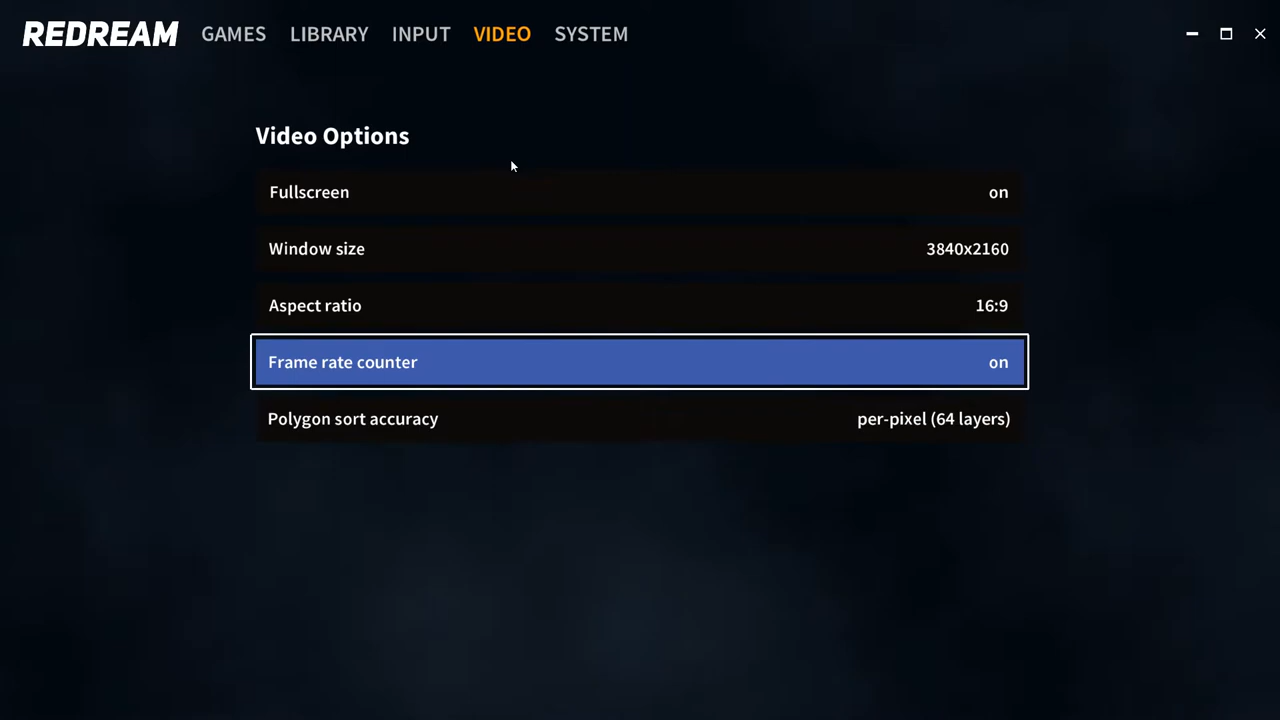 REDREAM GAMES LIBRARY INPUT VIDEO SYSTEM
Video Options
Fullscreen on
Window size 3840x2160
Aspect ratio 16:9
Frame rate counter on
Polygon sort accuracy per-pixel (64 layers)